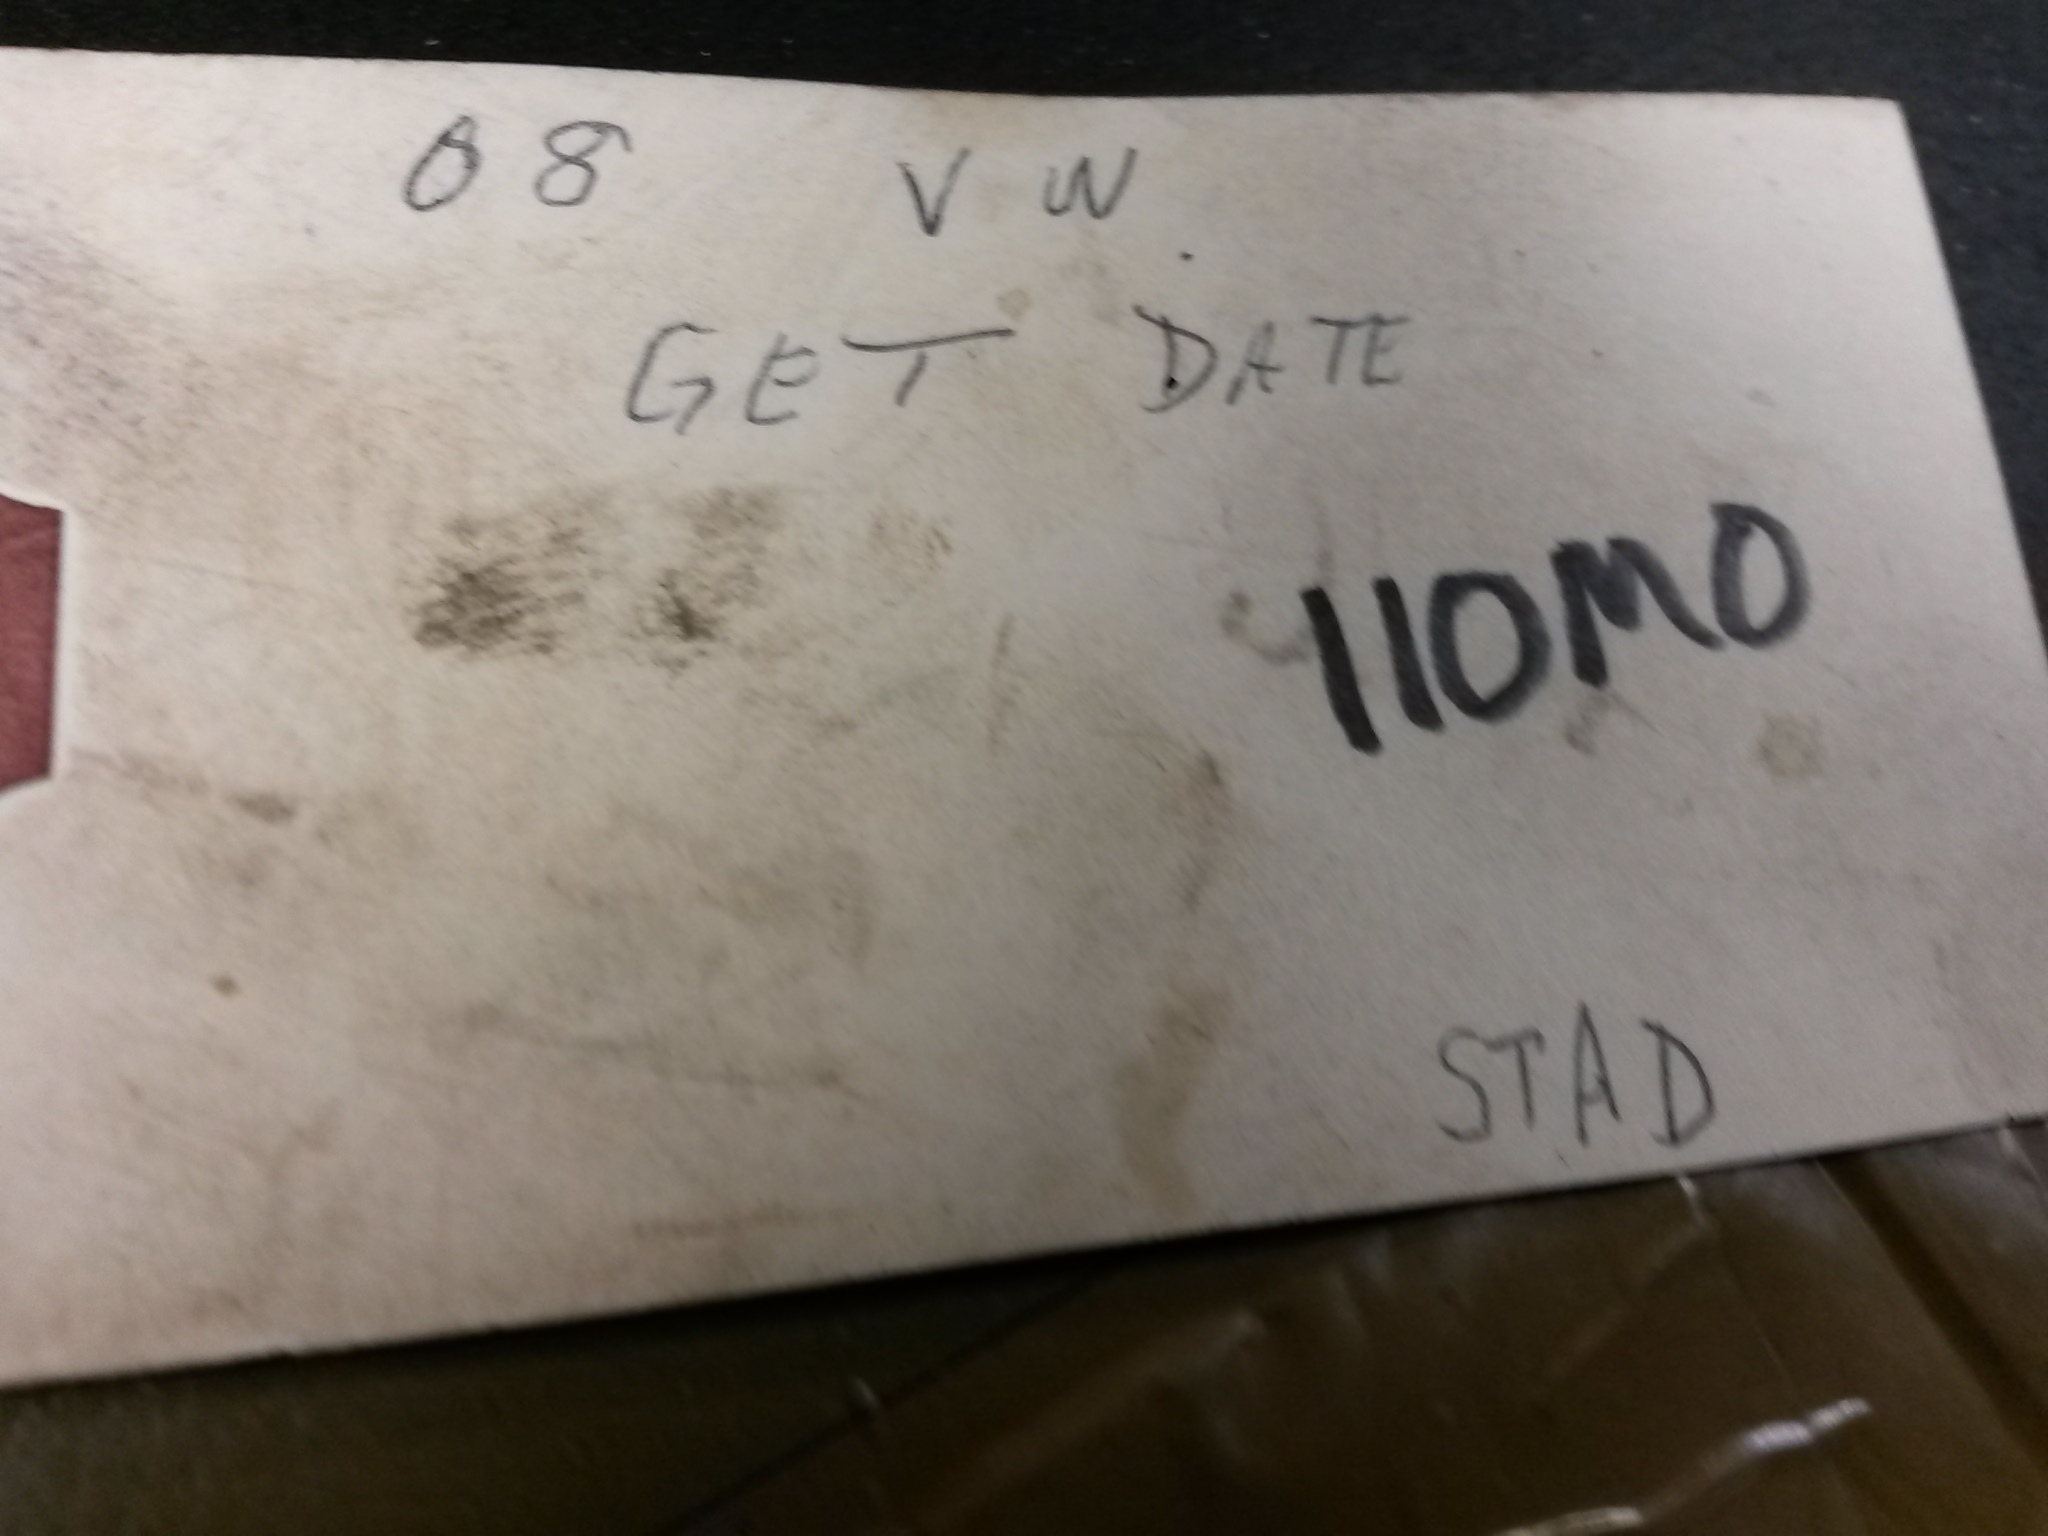 08 VW
GET DATE
110MO
STAD